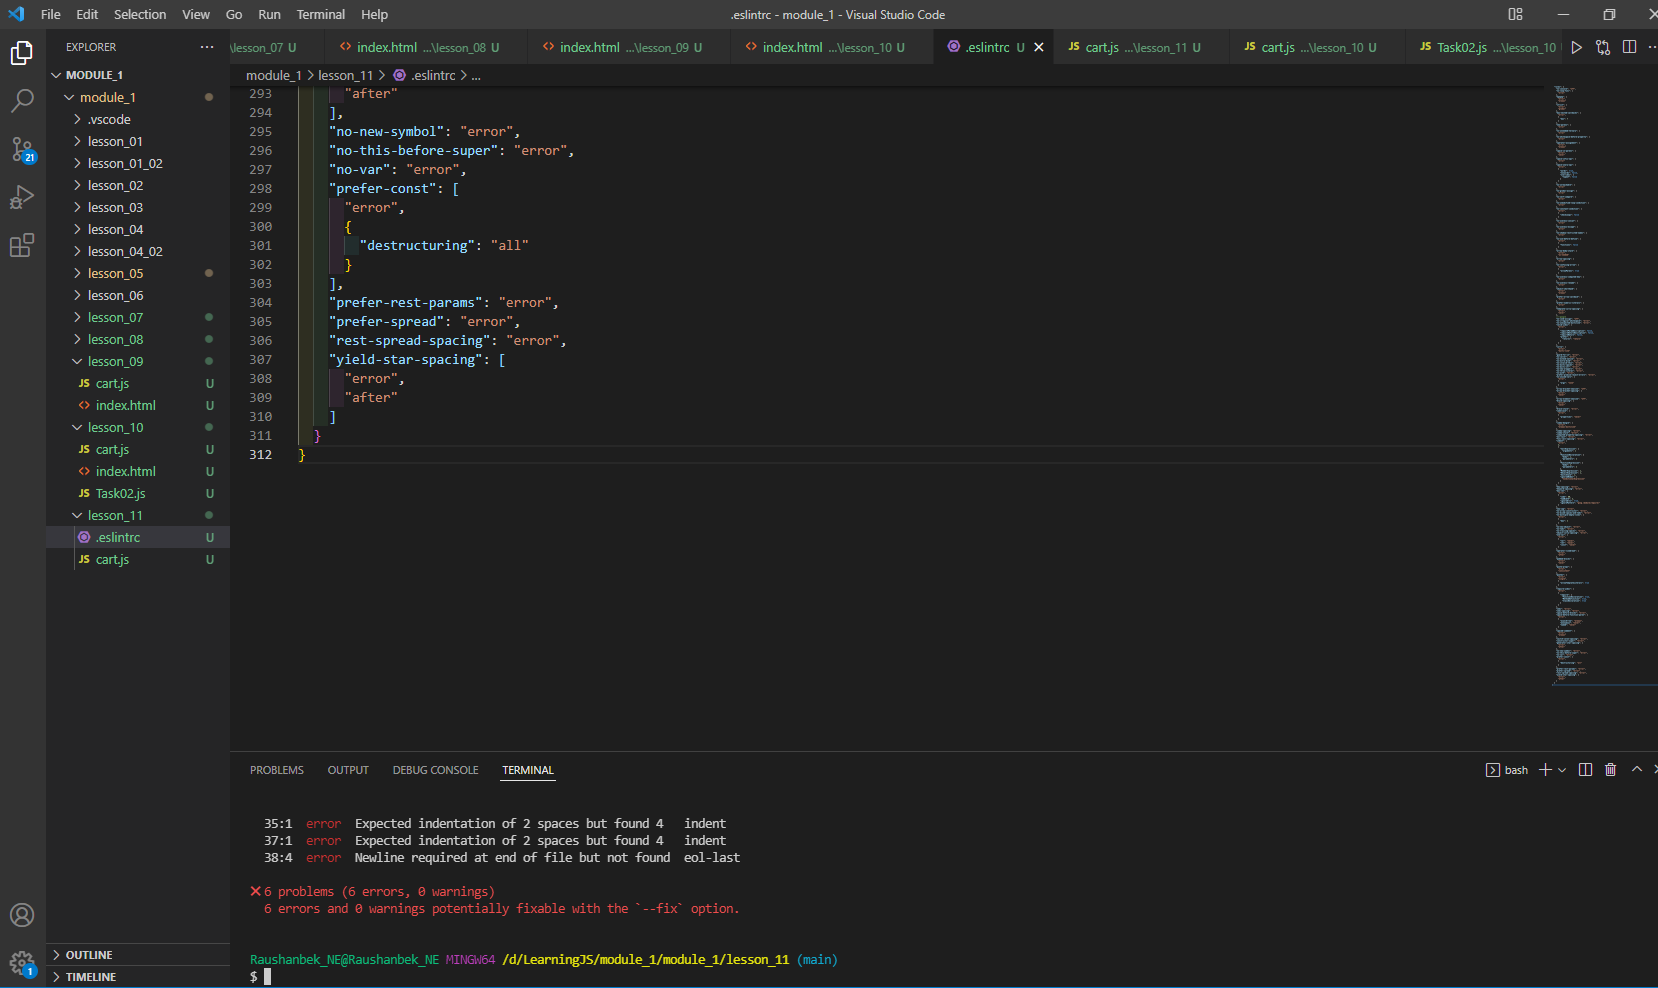 File Edit Selection View Go Run Terminal Help
.eslintrc - module_1 - Visual Studio Code
EXPLORER
MODULE_1
module_1
.vscode
lesson_01
lesson_01_02
lesson_02
lesson_03
lesson_04
lesson_04_02
lesson_05
lesson_06
lesson_07
lesson_08
lesson_09
JS cart.js U
<> index.html U
lesson_10
JS cart.js U
<> index.html U
JS Task02.js U
lesson_11
.eslintrc U
JS cart.js U
OUTLINE
TIMELINE
21
1
\lesson_07 U <> index.html ...\lesson_08 U <> index.html ...\lesson_09 U <> index.html ...\lesson_10 U .eslintrc U JS cart.js ...\lesson_11 U JS cart.js ...\lesson_10 U JS Task02.js ...\lesson_10
module_1 > lesson_11 > .eslintrc > ...
293 "after"
294 ],
295 "no-new-symbol": "error",
296 "no-this-before-super": "error",
297 "no-var": "error",
298 "prefer-const": [
299 "error",
300 {
301 "destructuring": "all"
302 }
303 ],
304 "prefer-rest-params": "error",
305 "prefer-spread": "error",
306 "rest-spread-spacing": "error",
307 "yield-star-spacing": [
308 "error",
309 "after"
310 ]
311 }
312 }
PROBLEMS OUTPUT DEBUG CONSOLE TERMINAL
bash
35:1 error Expected indentation of 2 spaces but found 4 indent
37:1 error Expected indentation of 2 spaces but found 4 indent
38:4 error Newline required at end of file but not found eol-last
6 problems (6 errors, 0 warnings)
6 errors and 0 warnings potentially fixable with the `--fix` option.
Raushanbek_NE@Raushanbek_NE MINGW64 /d/LearningJS/module_1/module_1/lesson_11 (main)
$